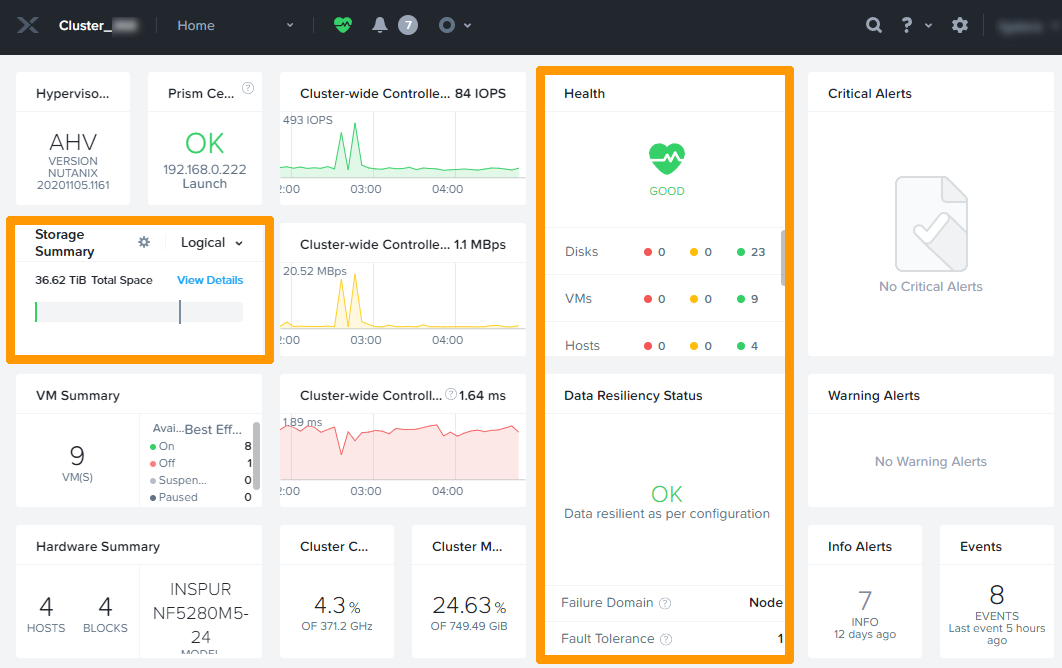 Cluster_
Home
7
Hyperviso...
AHV
VERSION
NUTANIX
20201105.1161
Prism Ce... ?
OK
192.168.0.222
Launch
Cluster-wide Controlle... 84 IOPS
493 IOPS
2:00 03:00 04:00
Storage
Summary
Logical
36.62 TiB Total Space View Details
Cluster-wide Controlle... 1.1 MBps
20.52 MBps
:00 03:00 04:00
Health
GOOD
Disks 0 0 23
VMs 0 0 9
Hosts 0 0 4
Critical Alerts
No Critical Alerts
VM Summary
9
VM(S)
Avai... Best Eff...
On 8
Off 1
Suspen... 0
Paused 0
Cluster-wide Controll... ? 1.64 ms
1.89 ms
2:00 03:00 04:00
Data Resiliency Status
OK
Data resilient as per configuration
Failure Domain ? Node
Fault Tolerance ? 1
Warning Alerts
No Warning Alerts
Hardware Summary
4
HOSTS
4
BLOCKS
INSPUR
NF5280M5-
24
MODEL
Cluster C...
4.3 %
OF 371.2 GHz
Cluster M...
24.63 %
OF 749.49 GiB
Info Alerts
7
INFO
12 days ago
Events
8
EVENTS
Last event 5 hours
ago